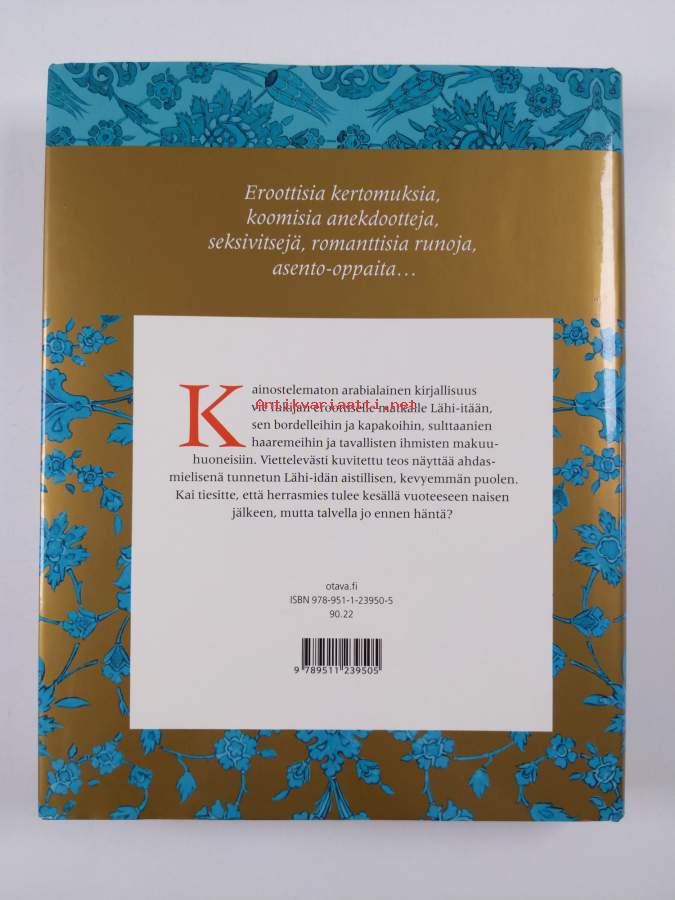 Eroottisia kertomuksia,
koomisia anekdootteja,
seksivitsejä, romanttisia runoja,
asento-oppaita…
Kainostelematon arabialainen kirjallisuus
vie lukijan eroottiselle matkalle Lähi-itään,
Antikvariaatti.net
sen bordelleihin ja kapakoihin, sulttaanien
haaremeihin ja tavallisten ihmisten makuu-
huoneisiin. Viettelevästi kuvitettu teos näyttää ahdas-
mielisenä tunnetun Lähi-idän aistillisen, kevyemmän puolen.
Kai tiesitte, että herrasmies tulee kesällä vuoteeseen naisen
jälkeen, mutta talvella jo ennen häntä?
otava.fi
ISBN 978-951-1-23950-5
90.22
9 789511 239505